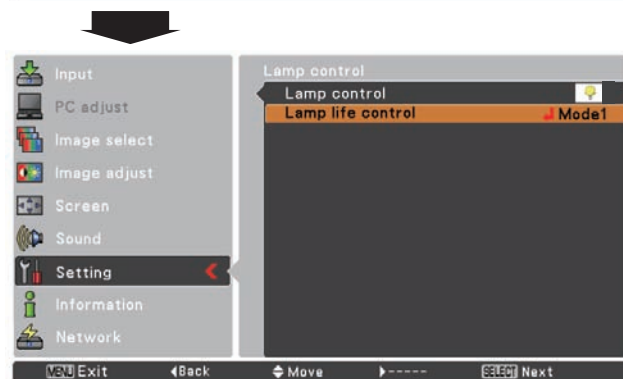 Input
PC adjust
Image select
Image adjust
Screen
Sound
Setting
Information
Network
Lamp control
Lamp control
Lamp life control Mode1
MENU Exit Back Move ----- SELECT Next